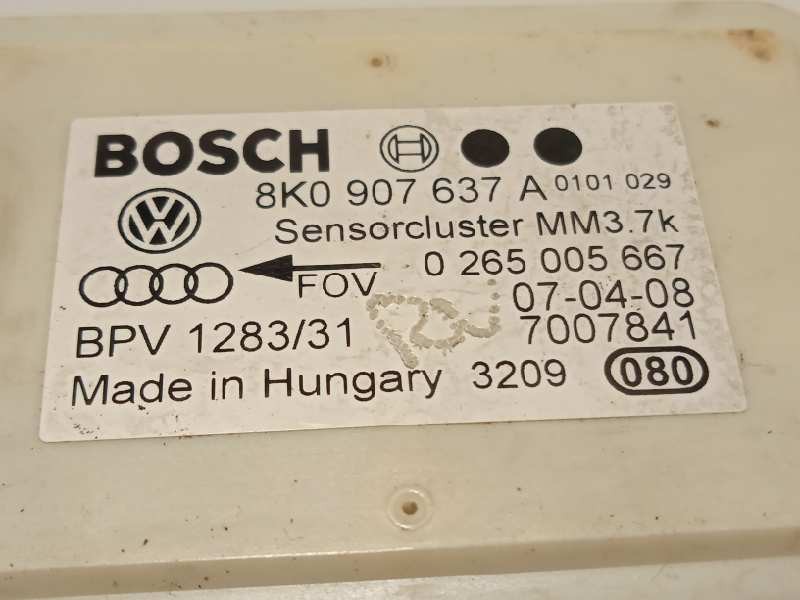 BOSCH
8K0 907 637 A 0101 029
Sensorcluster MM3.7k
0 265 005 667
FOV
07-04-08
BPV 1283/31
7007841
Made in Hungary 3209 080